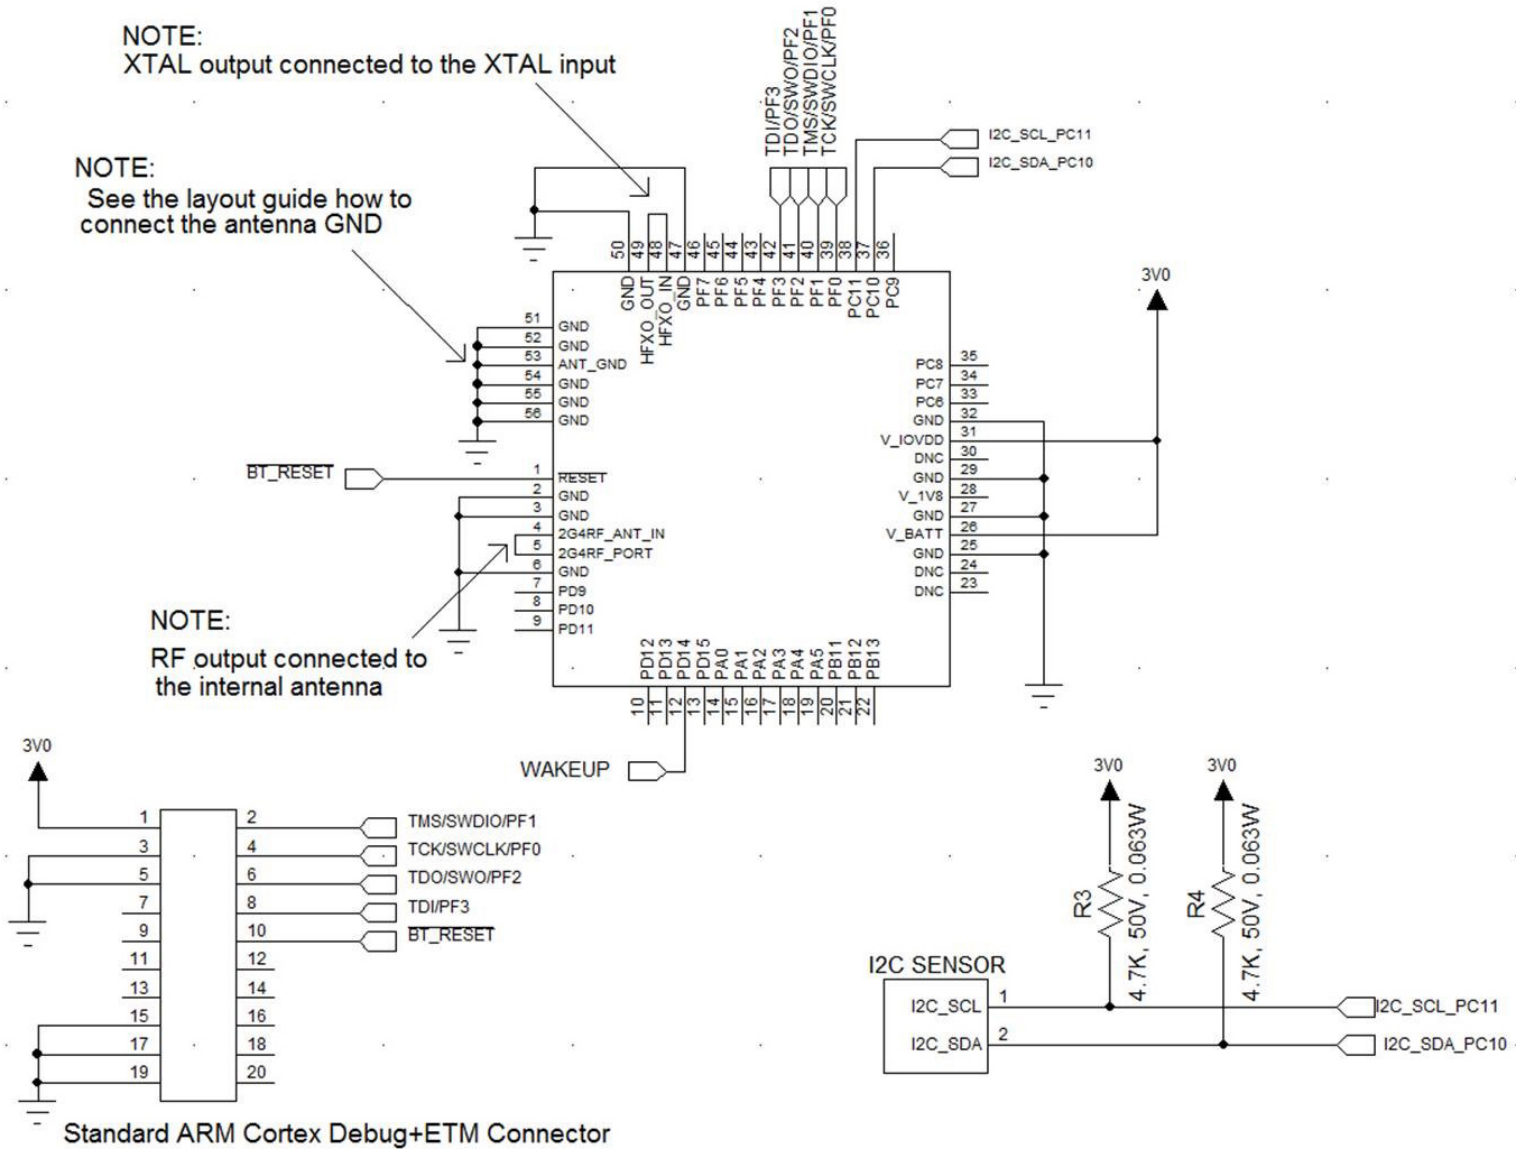 NOTE:
XTAL output connected to the XTAL input
NOTE:
See the layout guide how to
connect the antenna GND
TDI/PF3
TDO/SWO/PF2
TMS/SWDIO/PF1
TCK/SWCLK/PF0
I2C_SCL_PC11
I2C_SDA_PC10
50 49 48 47 46 45 44 43 42 41 40 39 38 37 36
GND HFXO_OUT HFXO_IN GND PF7 PF6 PF5 PF4 PF3 PF2 PF1 PF0 PC11 PC10 PC9
3V0
51 GND
52 GND
53 ANT_GND
54 GND
55 GND
56 GND
BT_RESET
1 RESET
2 GND
3 GND
4 2G4RF_ANT_IN
5 2G4RF_PORT
6 GND
7 PD9
8 PD10
9 PD11
PC8 35
PC7 34
PC6 33
GND 32
V_IOVDD 31
DNC 30
GND 29
V_1V8 28
GND 27
V_BATT 26
GND 25
DNC 24
DNC 23
NOTE:
RF output connected to
the internal antenna
PD12 PD13 PD14 PD15 PA0 PA1 PA2 PA3 PA4 PA5 PB11 PB12 PB13
10 11 12 13 14 15 16 17 18 19 20 21 22
WAKEUP
3V0
1 2 TMS/SWDIO/PF1
3 4 TCK/SWCLK/PF0
5 6 TDO/SWO/PF2
7 8 TDI/PF3
9 10 BT_RESET
11 12
13 14
15 16
17 18
19 20
Standard ARM Cortex Debug+ETM Connector
3V0 3V0
R3 4.7K, 50V, 0.063W
R4 4.7K, 50V, 0.063W
I2C SENSOR
I2C_SCL 1 I2C_SCL_PC11
I2C_SDA 2 I2C_SDA_PC10